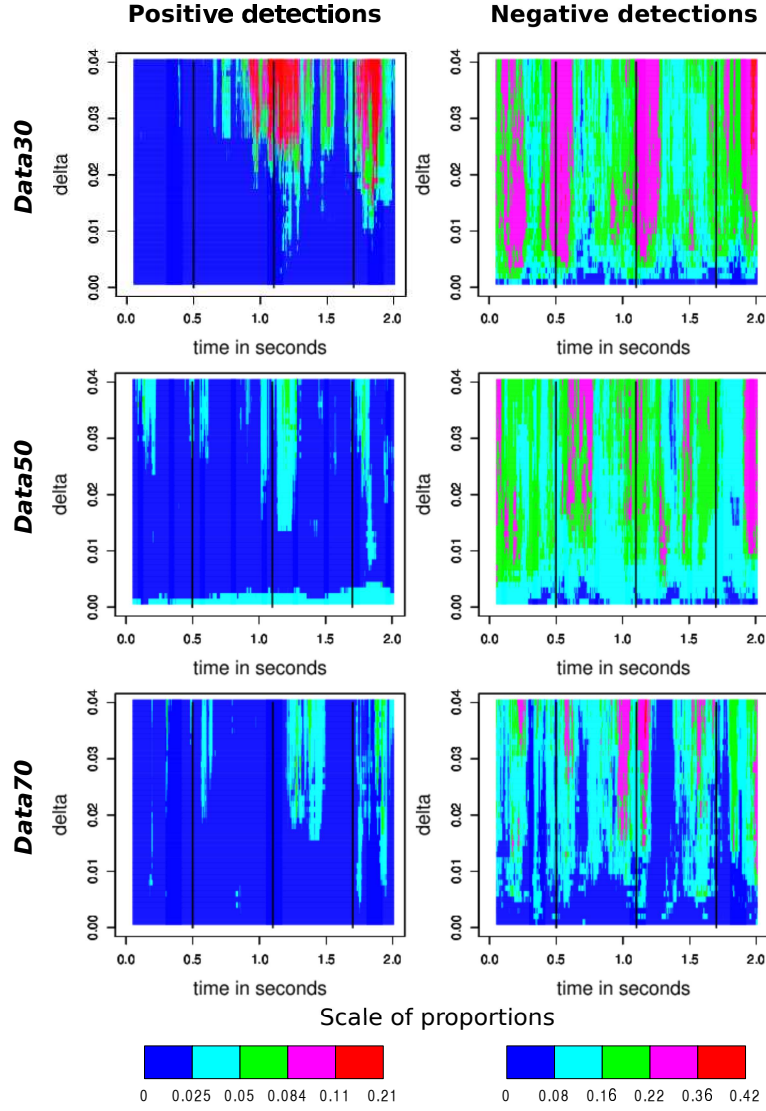 Positive detections
Negative detections
Data30
delta
0.00 0.01 0.02 0.03 0.04
0.0 0.5 1.0 1.5 2.0
time in seconds
delta
0.00 0.01 0.02 0.03 0.04
0.0 0.5 1.0 1.5 2.0
time in seconds
Data50
delta
0.00 0.01 0.02 0.03 0.04
0.0 0.5 1.0 1.5 2.0
time in seconds
delta
0.00 0.01 0.02 0.03 0.04
0.0 0.5 1.0 1.5 2.0
time in seconds
Data70
delta
0.00 0.01 0.02 0.03 0.04
0.0 0.5 1.0 1.5 2.0
time in seconds
delta
0.00 0.01 0.02 0.03 0.04
0.0 0.5 1.0 1.5 2.0
time in seconds
Scale of proportions
0 0.025 0.05 0.084 0.11 0.21
0 0.08 0.16 0.22 0.36 0.42